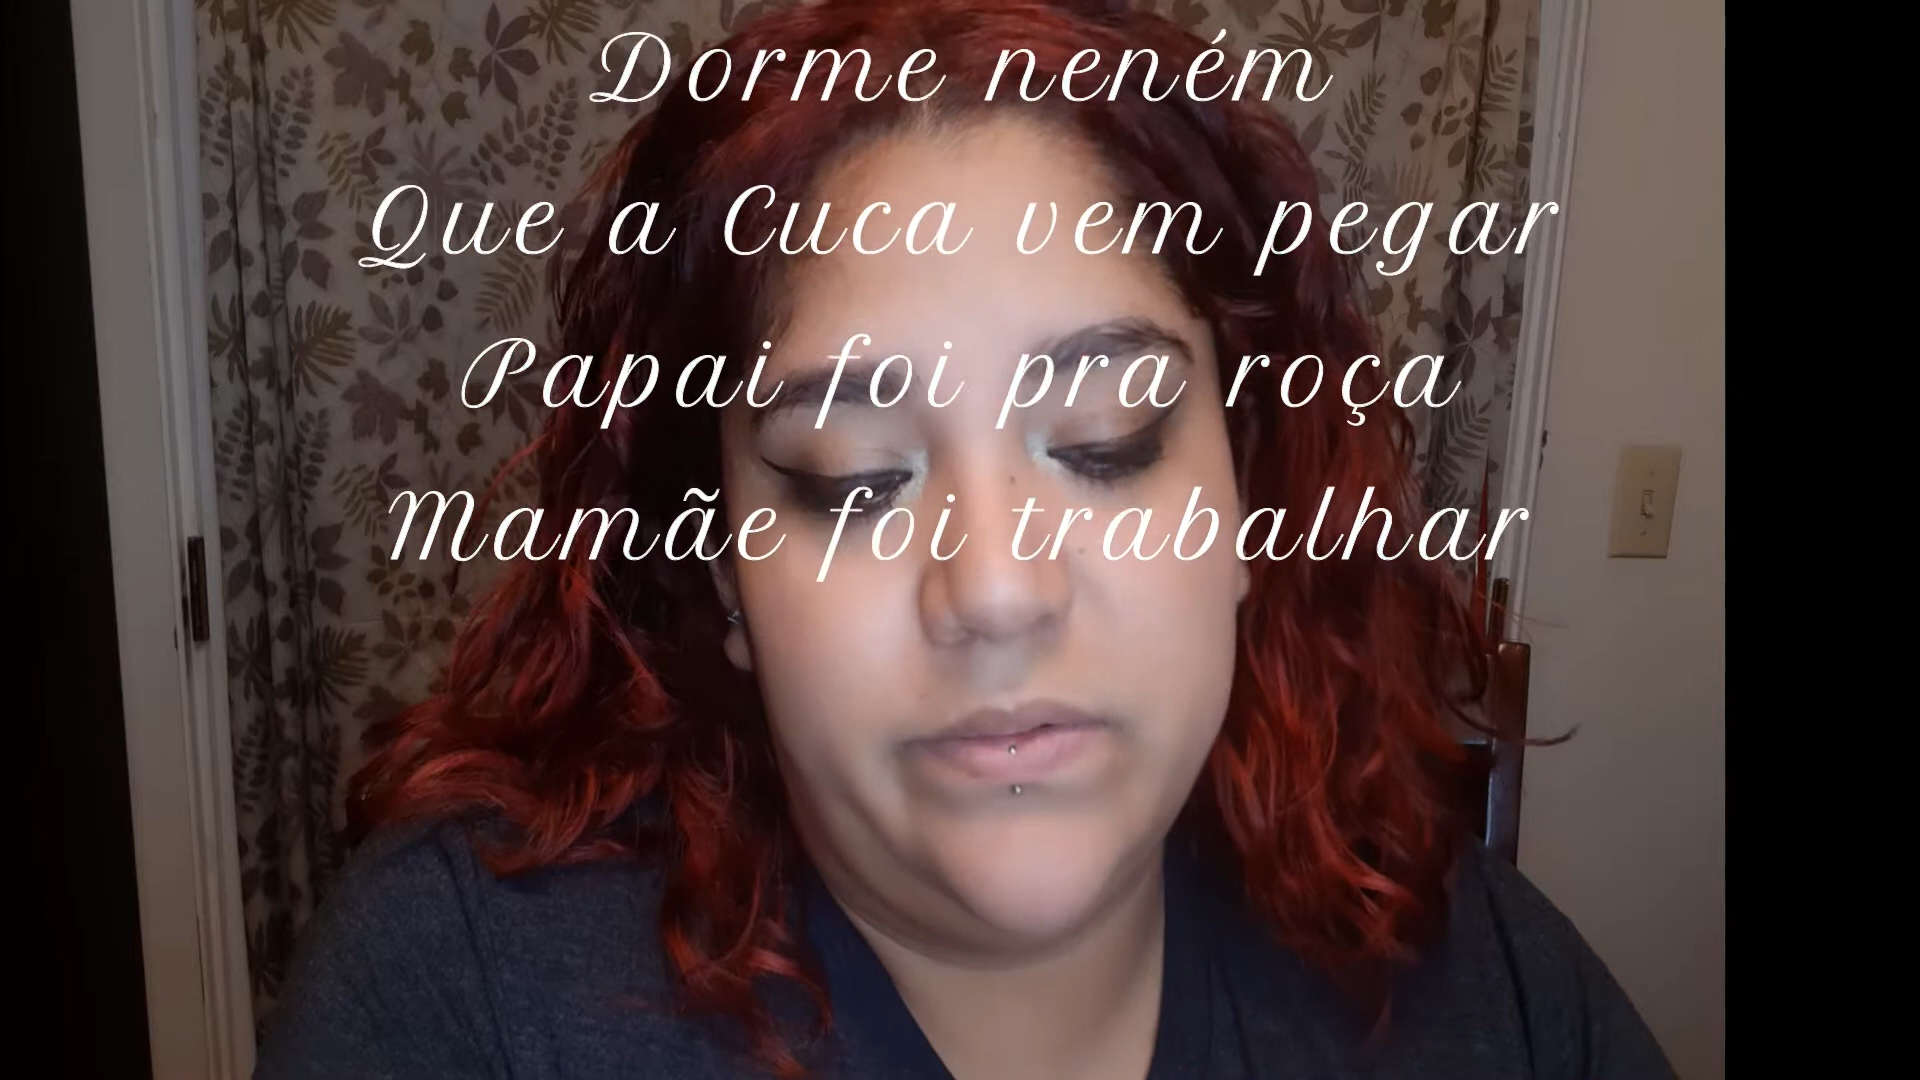 Dorme neném
Que a Cuca vem pegar
Papai foi pra roça
Mamãe foi trabalhar